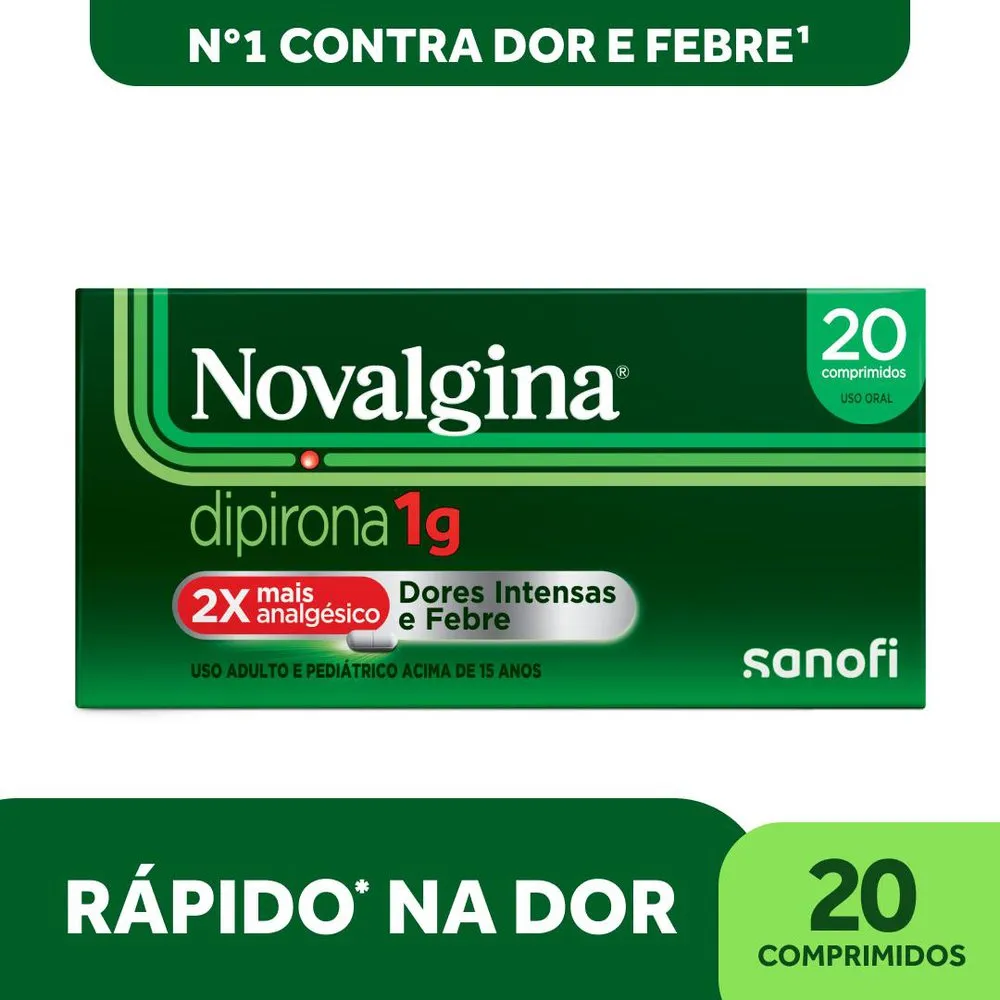 Nº1 CONTRA DOR E FEBRE¹
Novalgina®
20
comprimidos
USO ORAL
dipirona 1g
2X mais analgésico
Dores Intensas
e Febre
USO ADULTO E PEDIÁTRICO ACIMA DE 15 ANOS
sanofi
RÁPIDO* NA DOR
20
COMPRIMIDOS